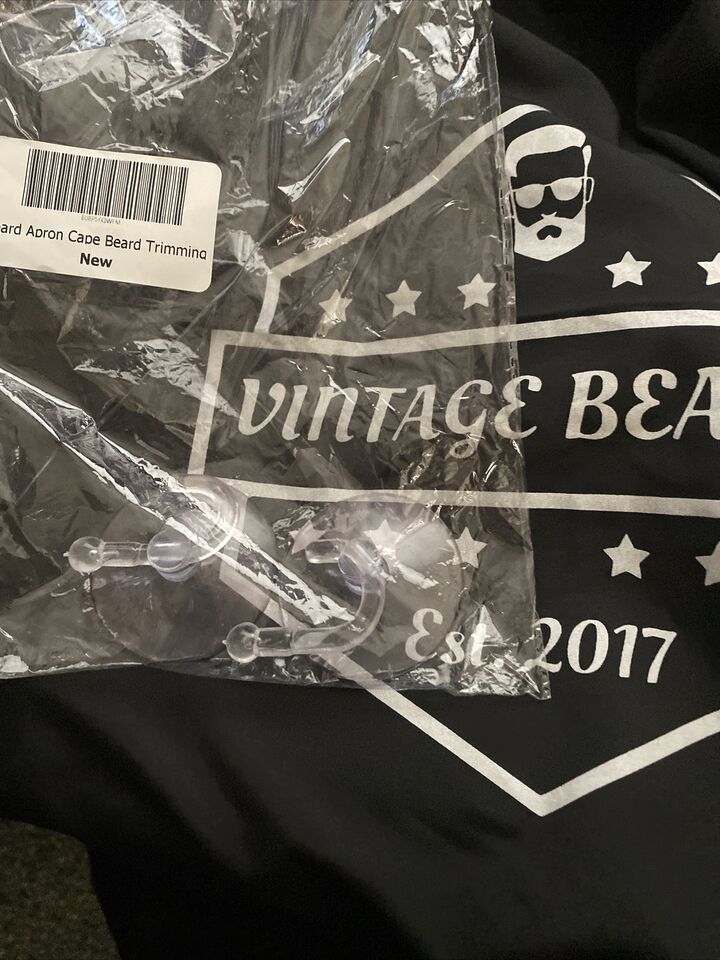 ard Apron Cape Beard Trimming
New
VINTAGE BEA
Est. 2017